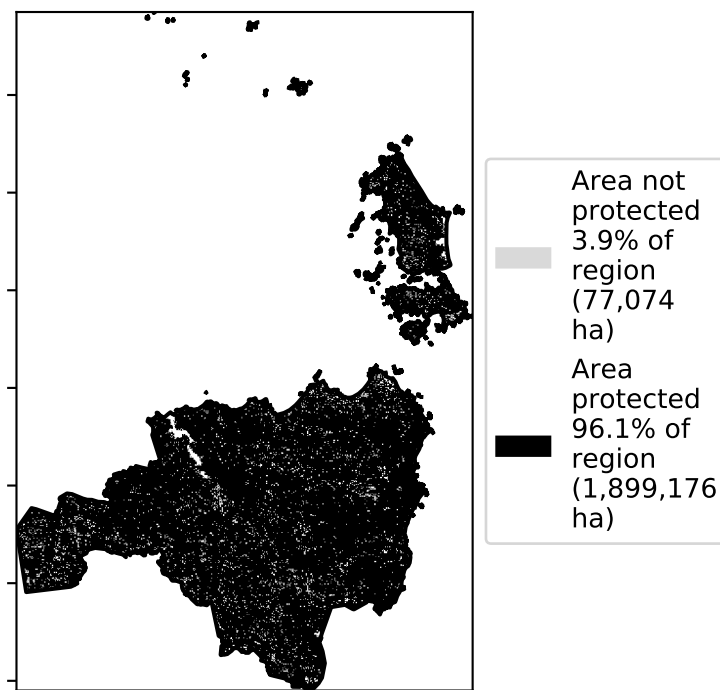 Area not
protected
3.9% of
region
(77,074
ha)
Area
protected
96.1% of
region
(1,899,176
ha)